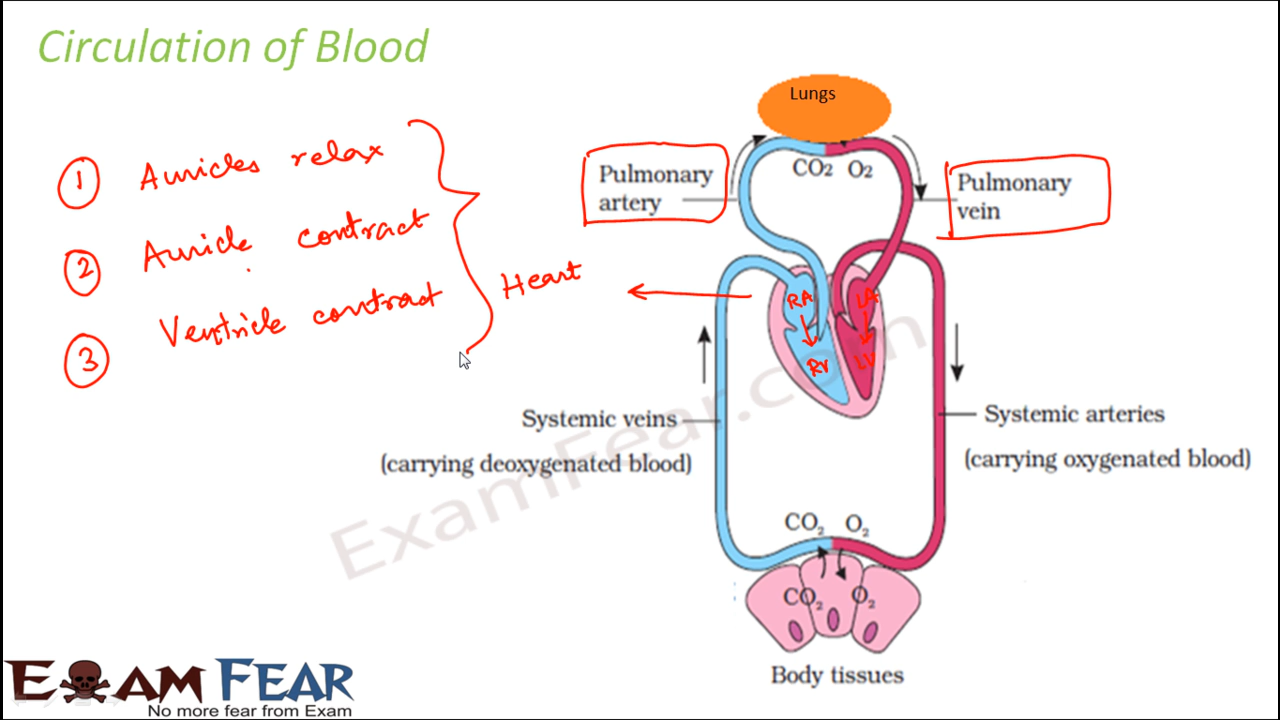 Circulation of Blood
1 Auricles relax
2 Auricle contract
3 Ventricle contract
Heart
Lungs
Pulmonary
artery
CO2 O2
Pulmonary
vein
RA LA
RV LV
Systemic veins
(carrying deoxygenated blood)
Systemic arteries
(carrying oxygenated blood)
CO₂ O₂
CO₂ O₂
Body tissues
ExamFear.com
EXAM FEAR
No more fear from Exam